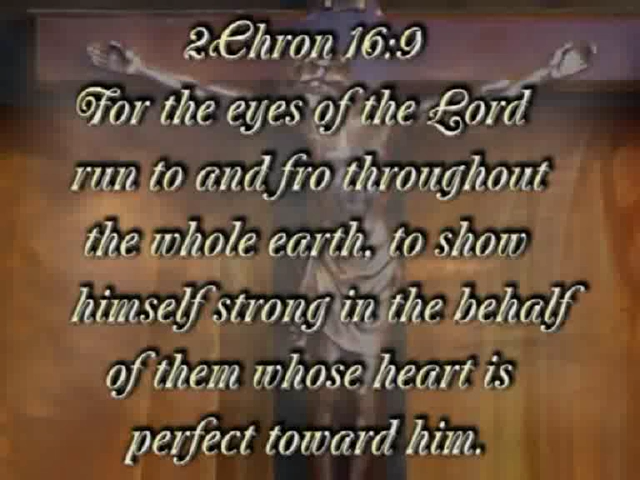 2Chron 16:9
For the eyes of the Lord
run to and fro throughout
the whole earth, to show
himself strong in the behalf
of them whose heart is
perfect toward him.